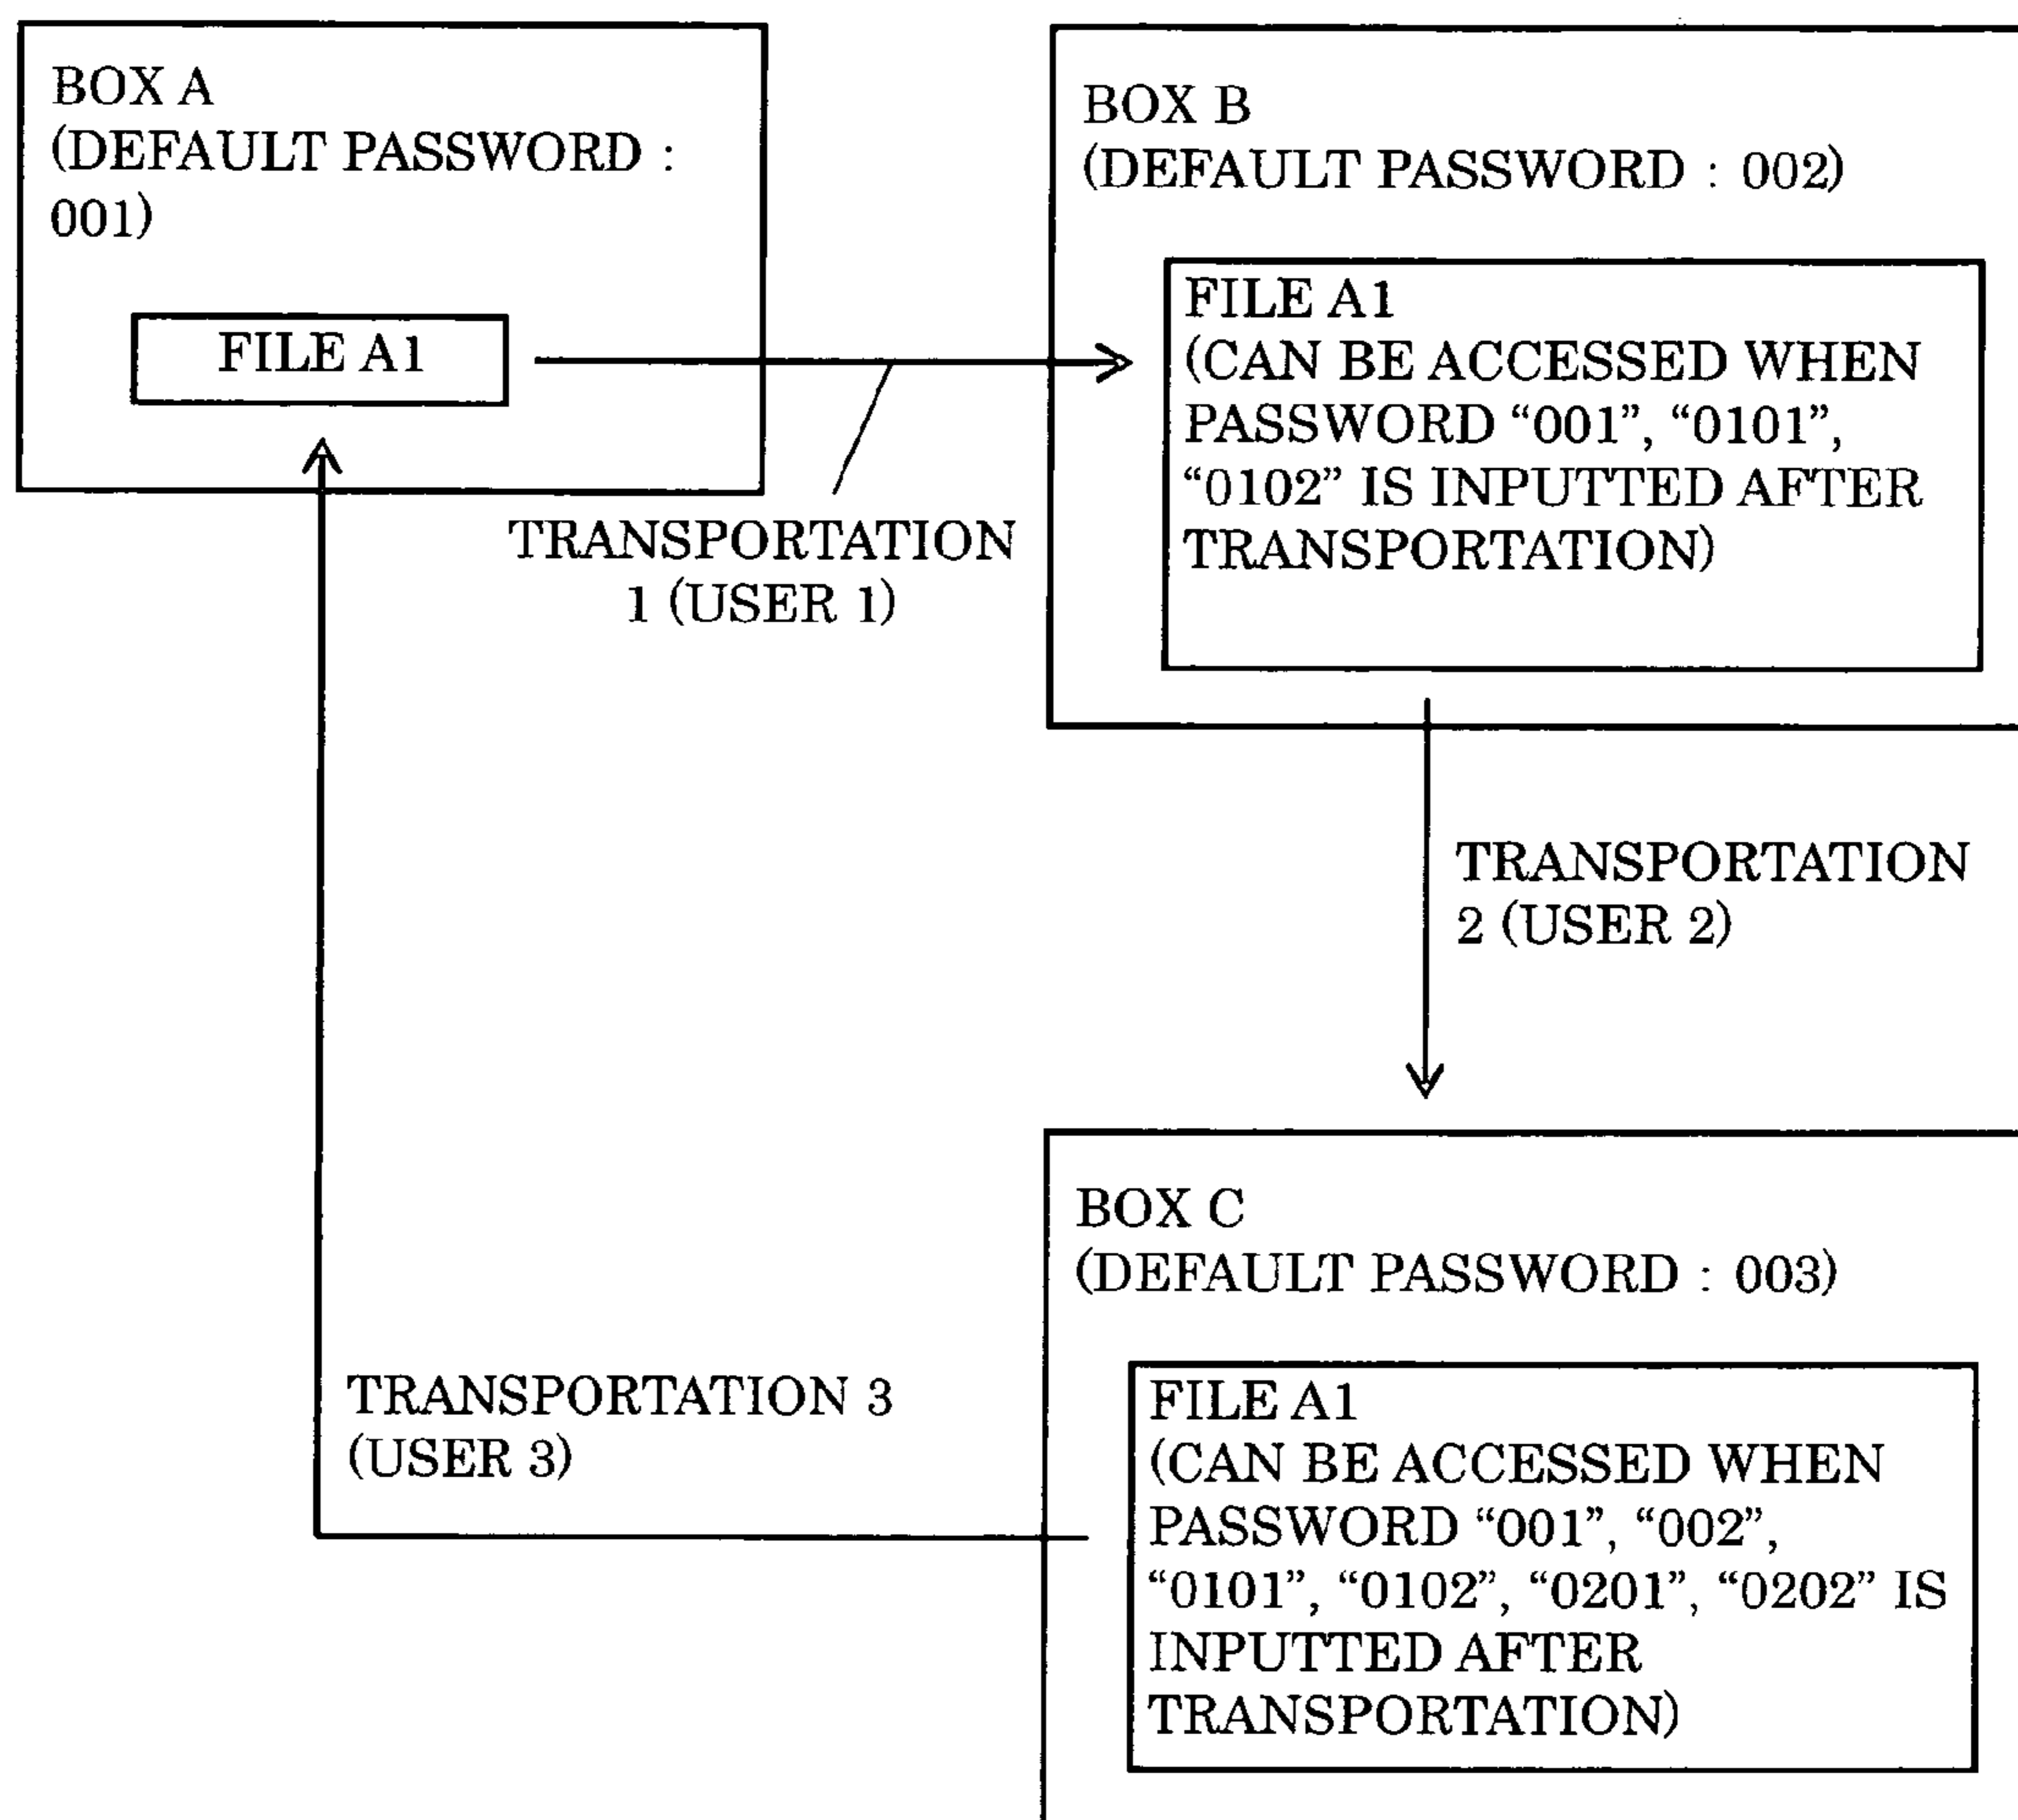 BOX A
(DEFAULT PASSWORD :
001)
FILE A1
TRANSPORTATION
1 (USER 1)
BOX B
(DEFAULT PASSWORD : 002)
FILE A1
(CAN BE ACCESSED WHEN
PASSWORD “001”, “0101”,
“0102” IS INPUTTED AFTER
TRANSPORTATION)
TRANSPORTATION
2 (USER 2)
BOX C
(DEFAULT PASSWORD : 003)
FILE A1
(CAN BE ACCESSED WHEN
PASSWORD “001”, “002”,
“0101”, “0102”, “0201”, “0202” IS
INPUTTED AFTER
TRANSPORTATION)
TRANSPORTATION 3
(USER 3)